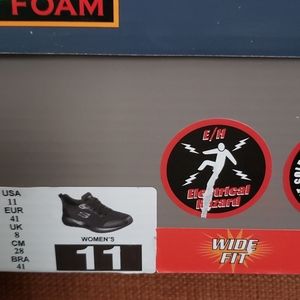 FOAM
E/H
Electrical
Hazard
USA
11
EUR
41
UK
8
CM
28
BRA
41
WOMEN'S
11
WIDE
FIT